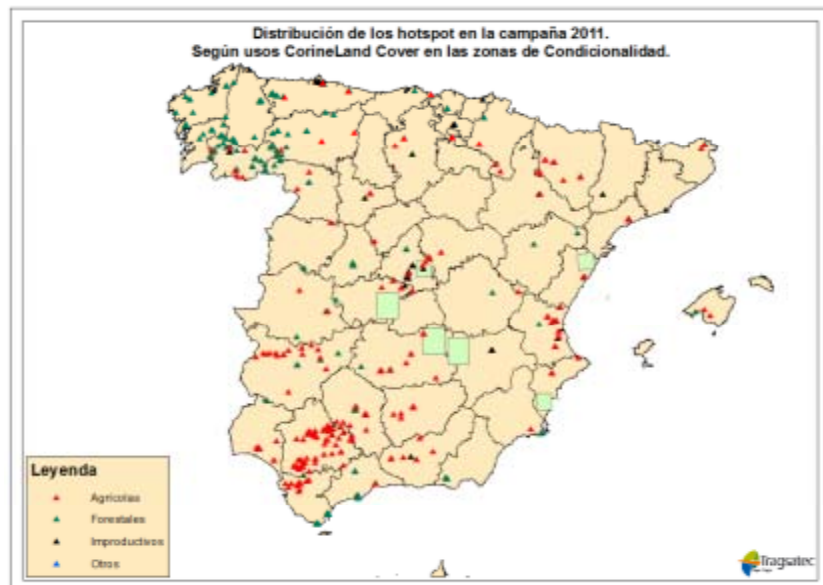 Distribución de los hotspot en la campaña 2011.
Según usos CorineLand Cover en las zonas de Condicionalidad.
Leyenda
Agrícolas
Forestales
Improductivos
Otros
Tragsatec